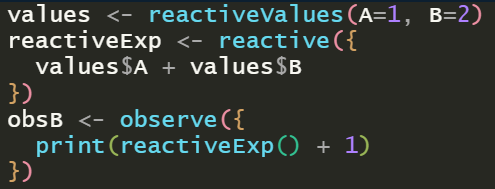 values <- reactiveValues(A=1, B=2)
reactiveExp <- reactive({
  values$A + values$B
})
obsB <- observe({
  print(reactiveExp() + 1)
})